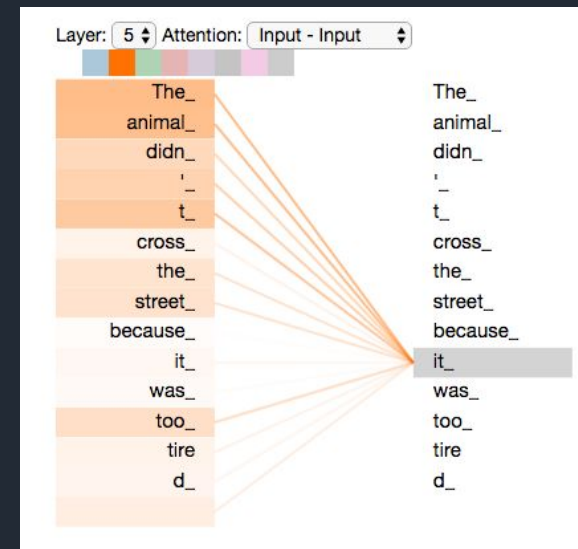 Layer: 5 Attention: Input - Input
The_ The_
animal_ animal_
didn_ didn_
'_ '_
t_ t_
cross_ cross_
the_ the_
street_ street_
because_ because_
it_ it_
was_ was_
too_ too_
tire tire
d_ d_